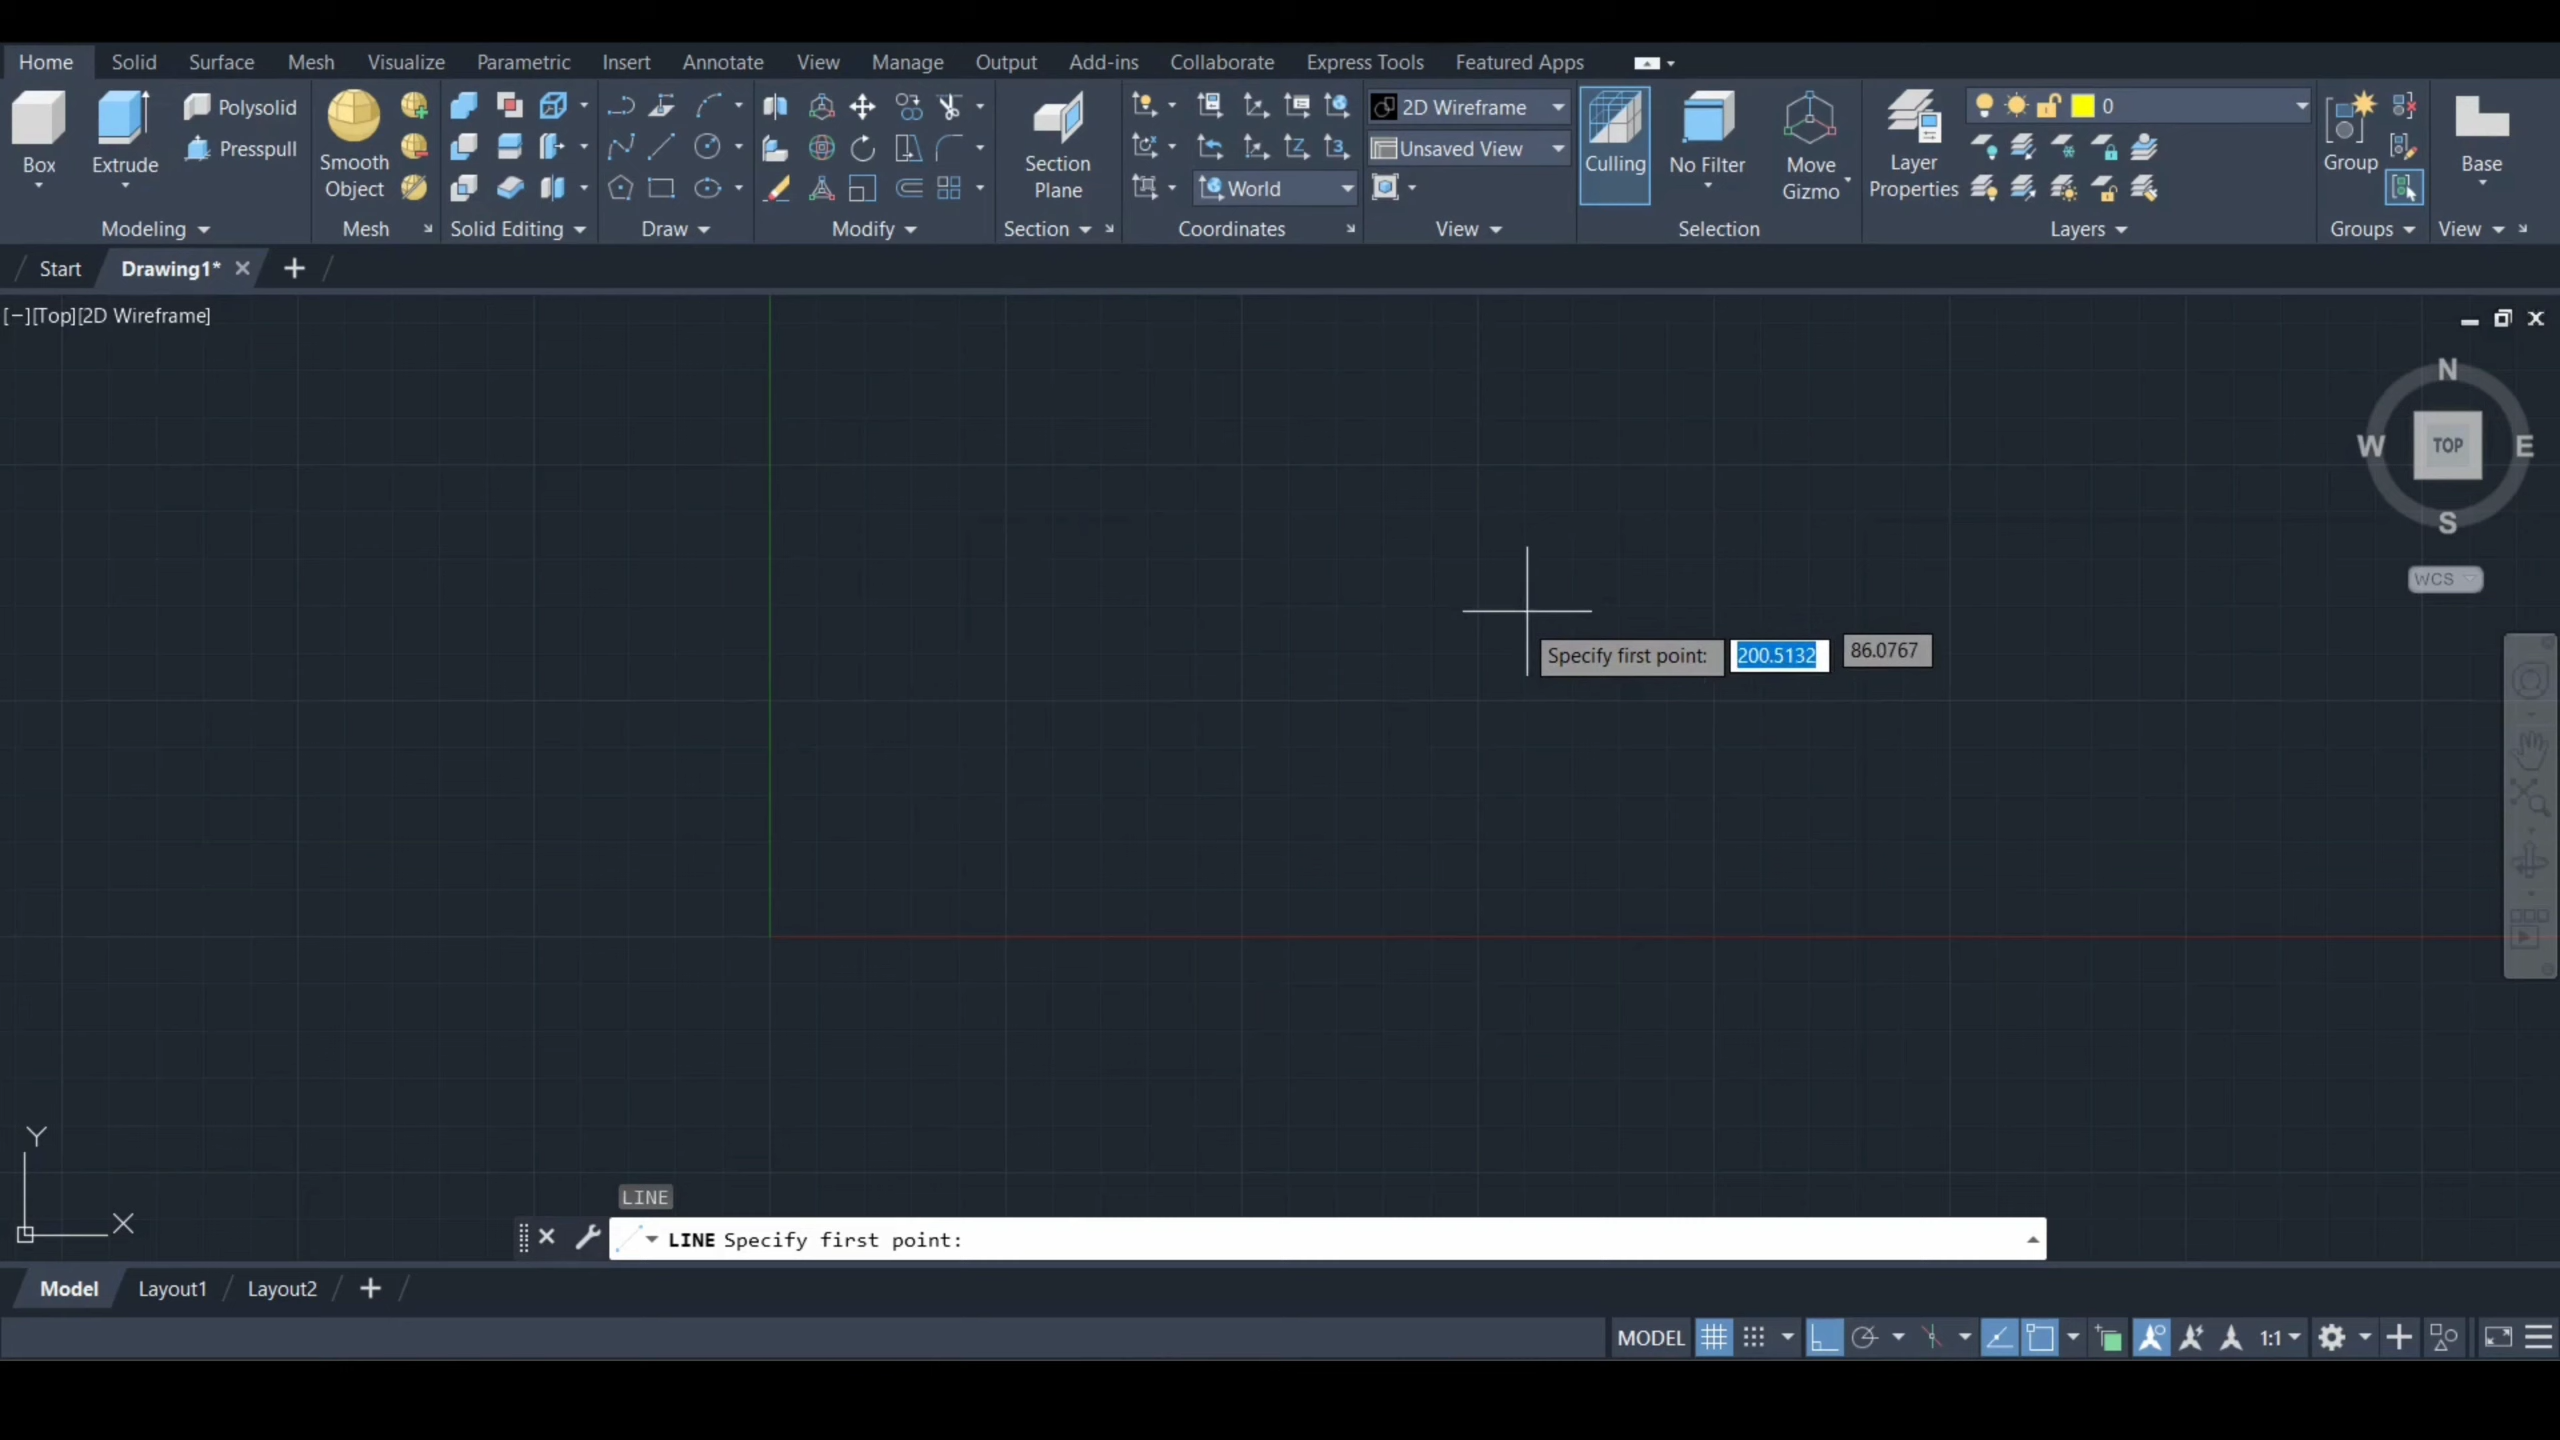 Home Solid Surface Mesh Visualize Parametric Insert Annotate View Manage Output Add-ins Collaborate Express Tools Featured Apps
Box
Extrude
Polysolid
Presspull
Smooth
Object
Section
Plane
World
2D Wireframe
Unsaved View
Culling
No Filter
Move
Gizmo
Layer
Properties
0
Group
Base
Modeling Mesh Solid Editing Draw Modify Section Coordinates View Selection Layers Groups View
Start Drawing1*
[−][Top][2D Wireframe]
N
W TOP E
S
WCS
Specify first point: 200.5132 86.0767
Y
X
LINE
LINE Specify first point:
Model Layout1 Layout2
MODEL 1:1